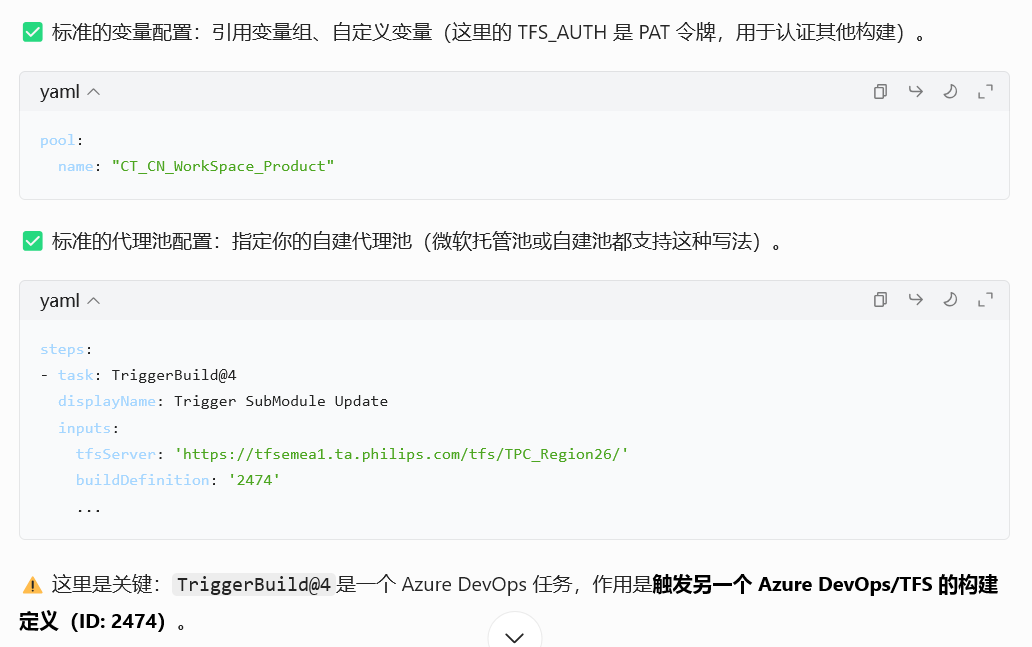 ✅ 标准的变量配置：引用变量组、自定义变量（这里的 TFS_AUTH 是 PAT 令牌，用于认证其他构建）。
yaml
pool:
  name: "CT_CN_WorkSpace_Product"
✅ 标准的代理池配置：指定你的自建代理池（微软托管池或自建池都支持这种写法）。
yaml
steps:
- task: TriggerBuild@4
  displayName: Trigger SubModule Update
  inputs:
    tfsServer: 'https://tfsemea1.ta.philips.com/tfs/TPC_Region26/'
    buildDefinition: '2474'
    ...
⚠️ 这里是关键：TriggerBuild@4 是一个 Azure DevOps 任务，作用是触发另一个 Azure DevOps/TFS 的构建
定义（ID: 2474）。